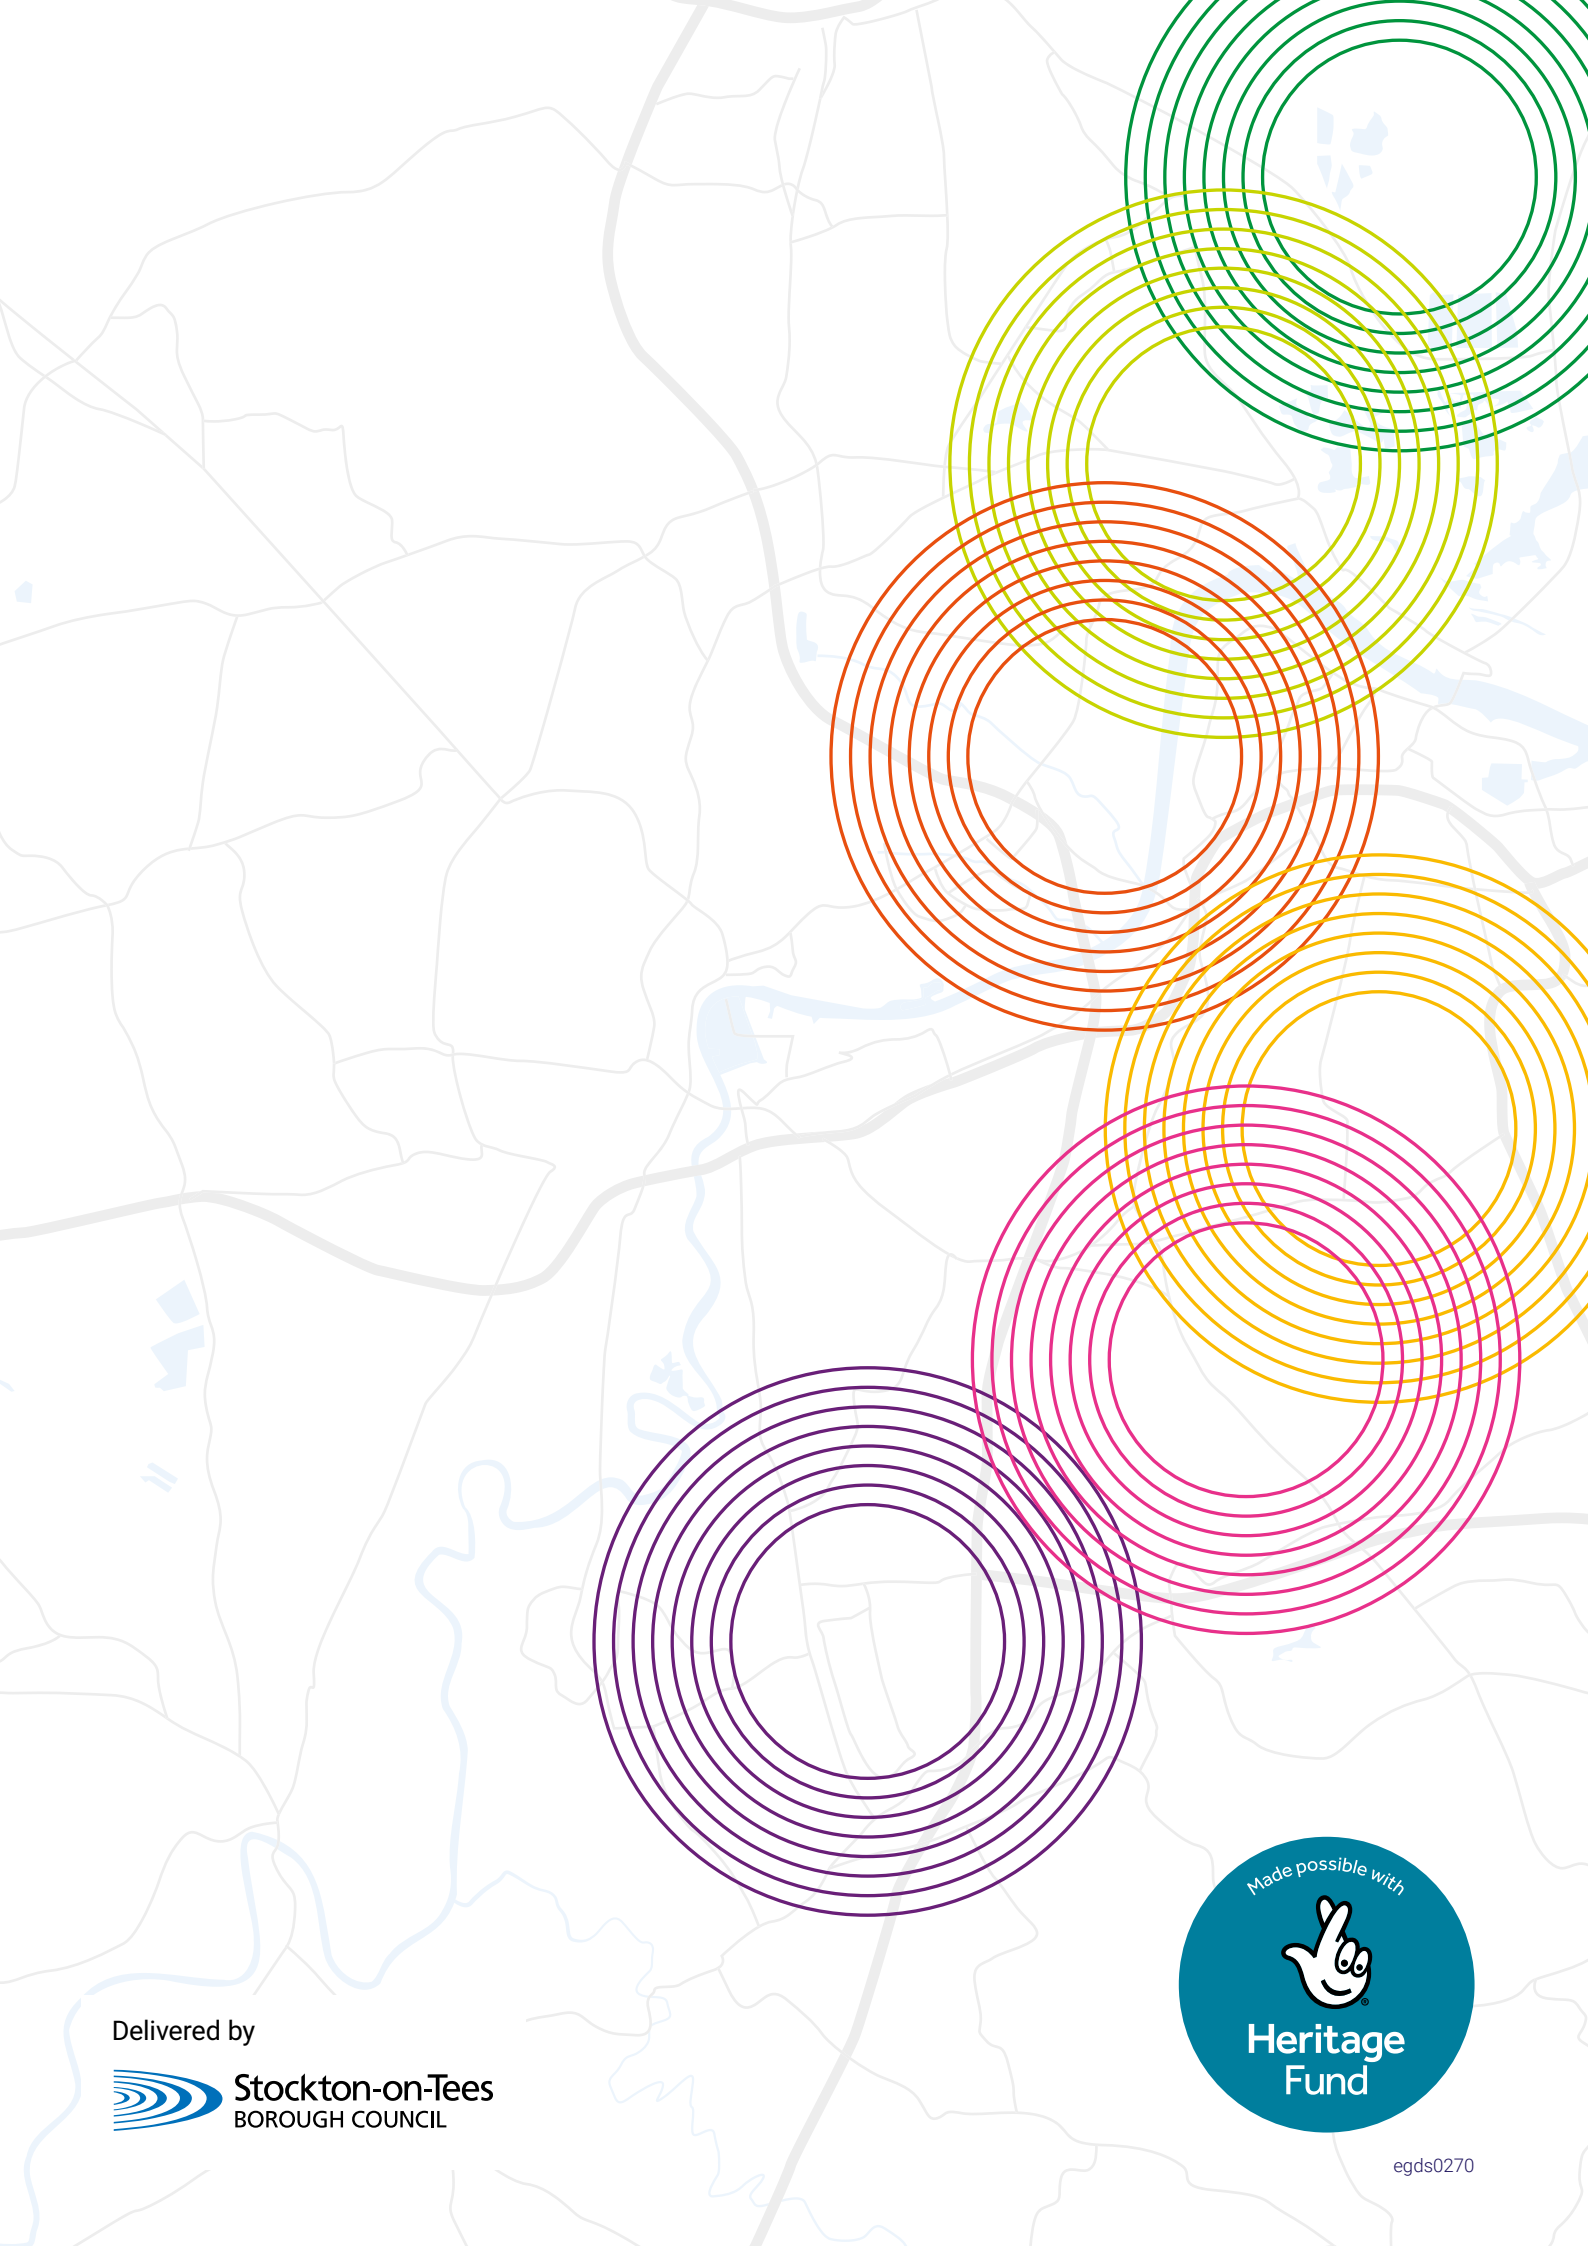 Made possible with
Heritage
Fund
Delivered by
Stockton-on-Tees
BOROUGH COUNCIL
egds0270